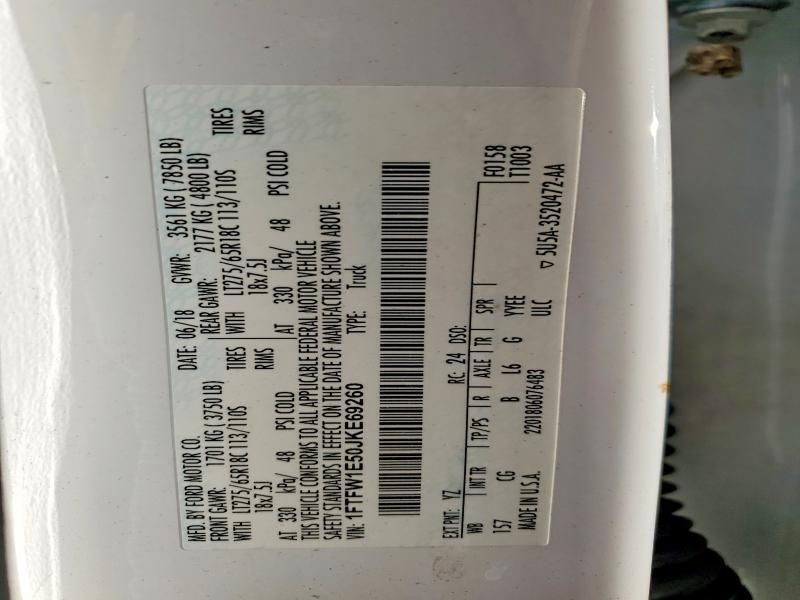 MFD. BY FORD MOTOR CO.
DATE: 06/18 GVWR: 3561 KG ( 7850 LB)
FRONT GAWR: 1701 KG ( 3750 LB) REAR GAWR: 2177 KG ( 4800 LB)
WITH LT275/65R18C 113/110S TIRES WITH LT275/65R18C 113/110S TIRES
18x7.5J RIMS 18x7.5J RIMS
AT 330 kPa/ 48 PSI COLD AT 330 kPa/ 48 PSI COLD
THIS VEHICLE CONFORMS TO ALL APPLICABLE FEDERAL MOTOR VEHICLE
SAFETY STANDARDS IN EFFECT ON THE DATE OF MANUFACTURE SHOWN ABOVE.
VIN: 1FTFW1E50JKE69260 TYPE: Truck
EXT PNT: YZ RC: 24 DSO: F0158
WB INT TR TP/PS R AXLE TR SPR T1003
157 CG B L6 G YYEE
MADE IN U.S.A. 2201806076483 ULC
▽ 5U5A-3520472-AA